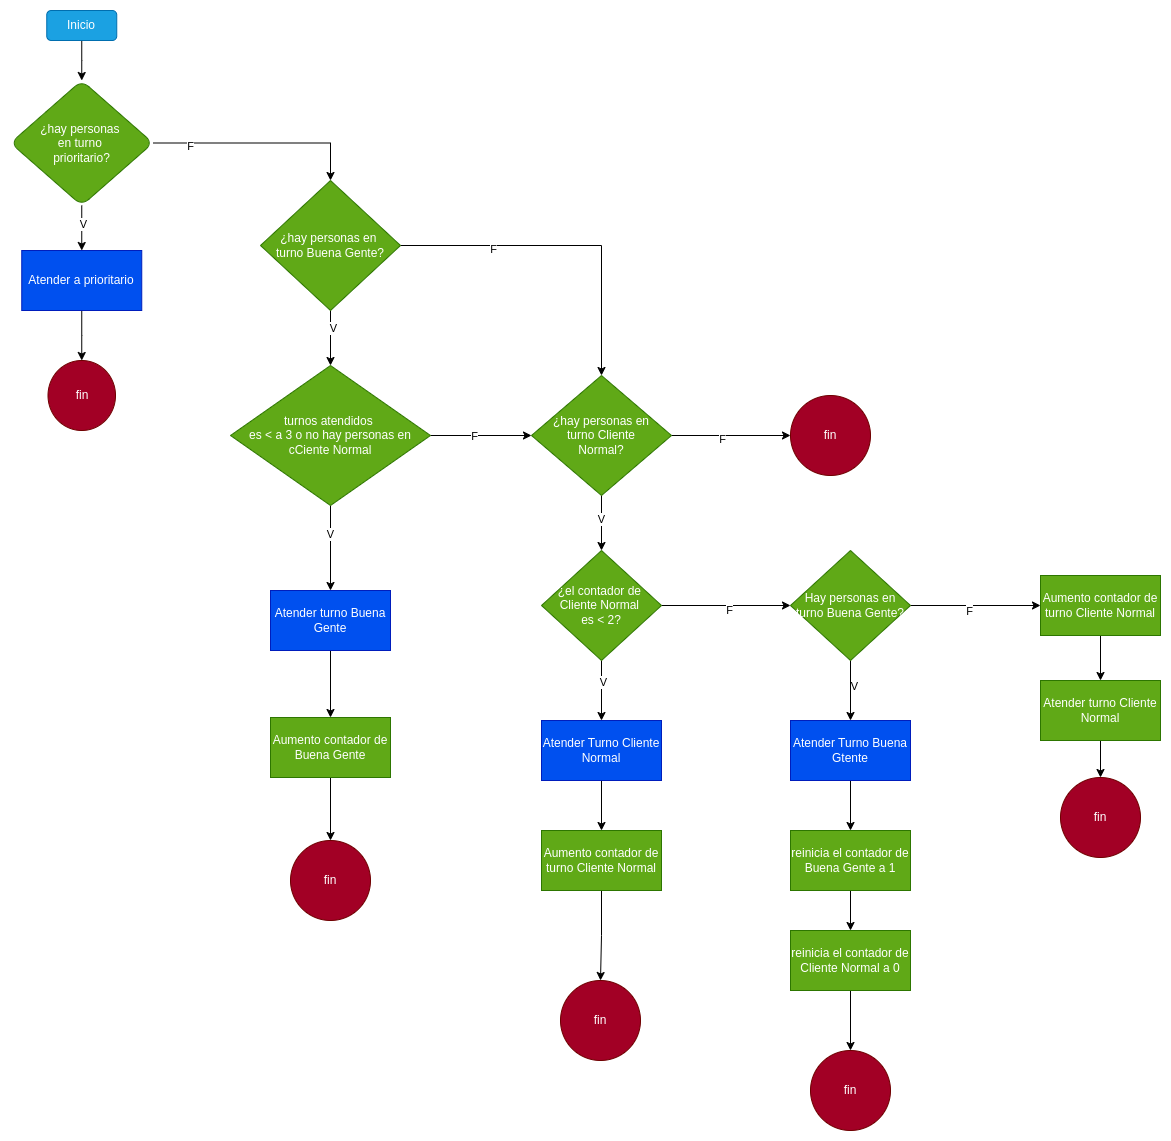 Inicio
¿hay personas
en turno
prioritario?
F
V
Atender a prioritario
fin
¿hay personas en
turno Buena Gente?
F
V
turnos atendidos
es < a 3 o no hay personas en
cCiente Normal
F
V
Atender turno Buena
Gente
Aumento contador de
Buena Gente
fin
¿hay personas en
turno Cliente
Normal?
F
fin
V
¿el contador de
Cliente Normal
es < 2?
F
V
Atender Turno Cliente
Normal
Aumento contador de
turno Cliente Normal
fin
Hay personas en
turno Buena Gente?
F
V
Atender Turno Buena
Gtente
reinicia el contador de
Buena Gente a 1
reinicia el contador de
Cliente Normal a 0
fin
Aumento contador de
turno Cliente Normal
Atender turno Cliente
Normal
fin